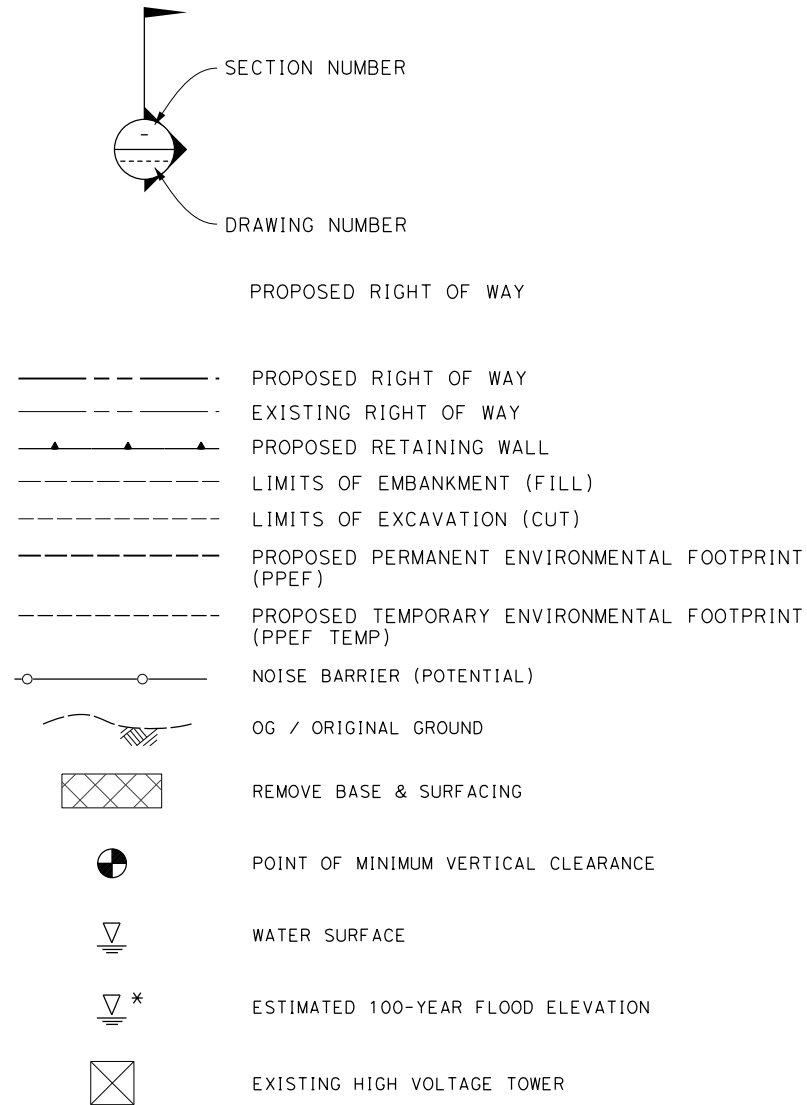 SECTION NUMBER
-
DRAWING NUMBER
PROPOSED RIGHT OF WAY
PROPOSED RIGHT OF WAY
EXISTING RIGHT OF WAY
PROPOSED RETAINING WALL
LIMITS OF EMBANKMENT (FILL)
LIMITS OF EXCAVATION (CUT)
PROPOSED PERMANENT ENVIRONMENTAL FOOTPRINT
(PPEF)
PROPOSED TEMPORARY ENVIRONMENTAL FOOTPRINT
(PPEF TEMP)
NOISE BARRIER (POTENTIAL)
OG / ORIGINAL GROUND
REMOVE BASE & SURFACING
POINT OF MINIMUM VERTICAL CLEARANCE
WATER SURFACE
*
ESTIMATED 100-YEAR FLOOD ELEVATION
EXISTING HIGH VOLTAGE TOWER